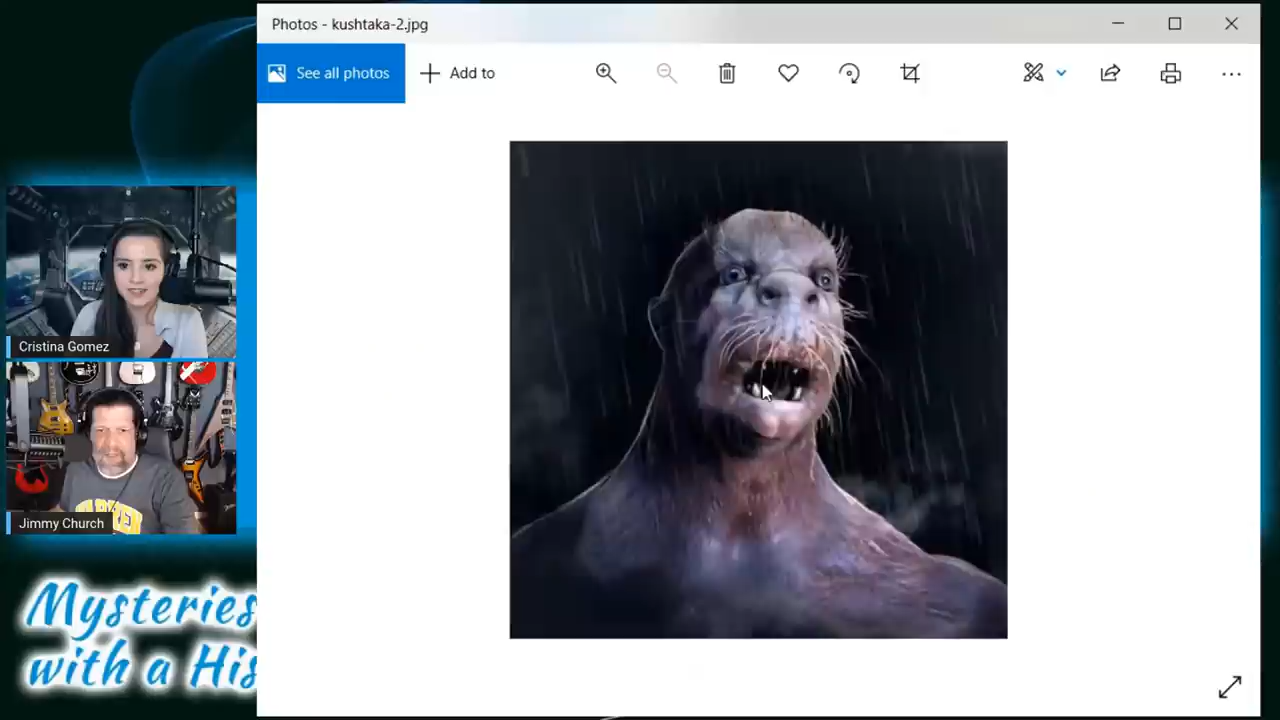 Photos - kushtaka-2.jpg
See all photos
Add to
Cristina Gomez
Jimmy Church
Mysteries
with a His